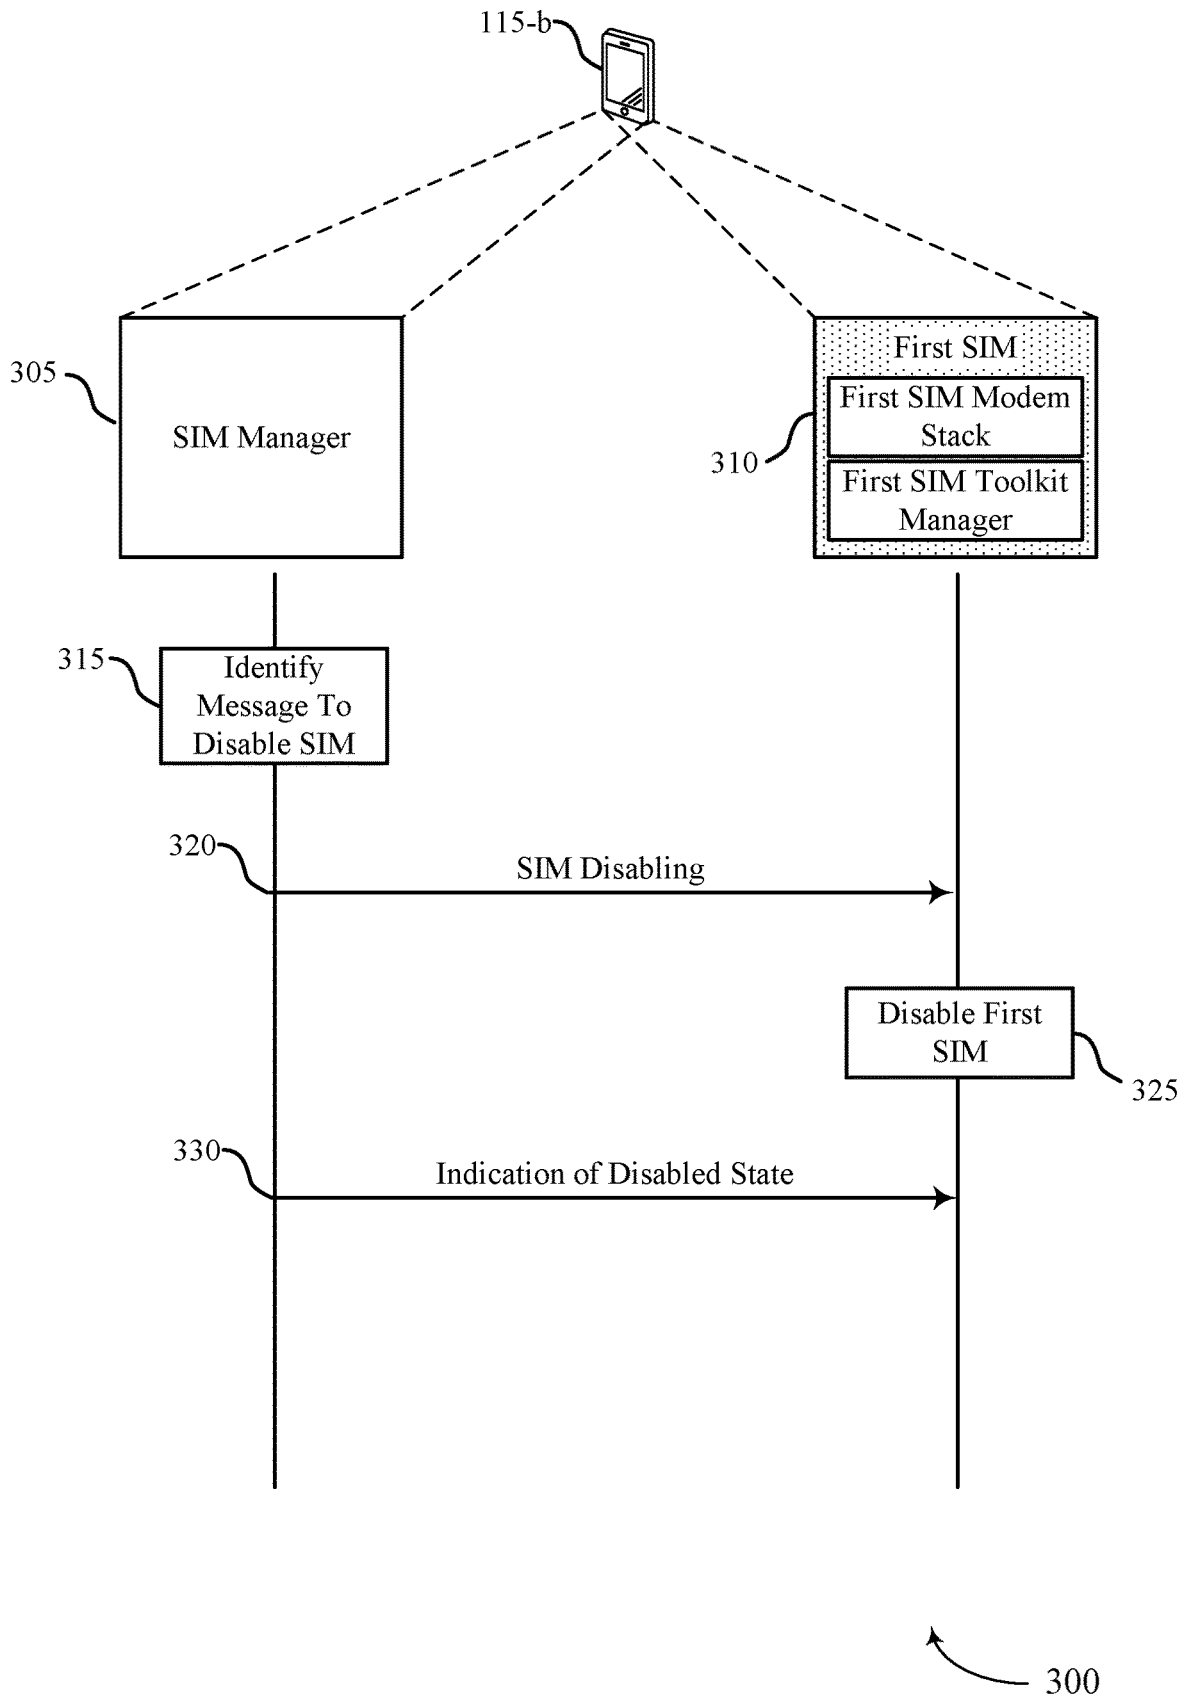 115-b
305
SIM Manager
First SIM
First SIM Modem
Stack
310
First SIM Toolkit
Manager
315
Identify
Message To
Disable SIM
320
SIM Disabling
Disable First
SIM
325
330
Indication of Disabled State
300